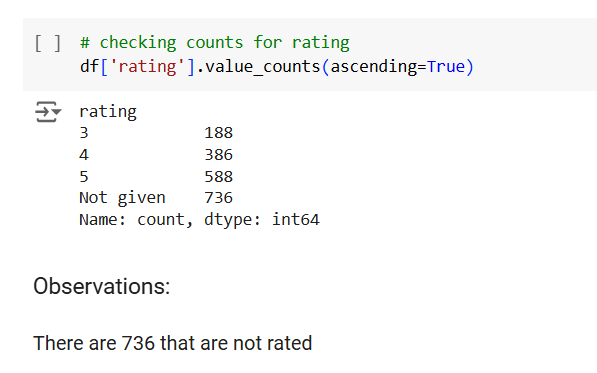 [ ] # checking counts for rating
df['rating'].value_counts(ascending=True)
rating
3 188
4 386
5 588
Not given 736
Name: count, dtype: int64
Observations:
There are 736 that are not rated